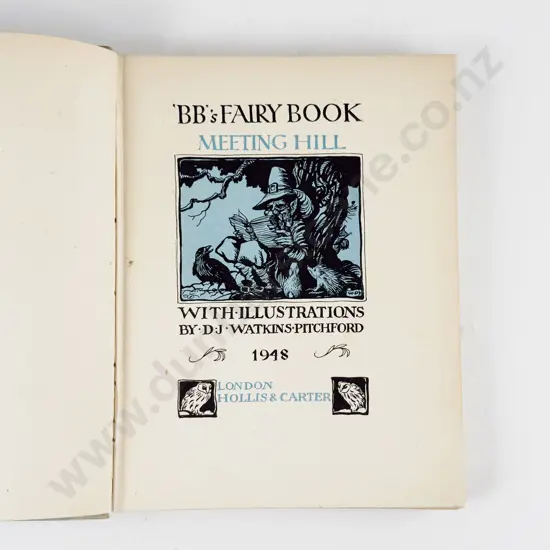 'BB's FAIRY BOOK
MEETING HILL
WITH·ILLUSTRATIONS
BY·D·J·WATKINS·PITCHFORD
1948
LONDON
HOLLIS & CARTER